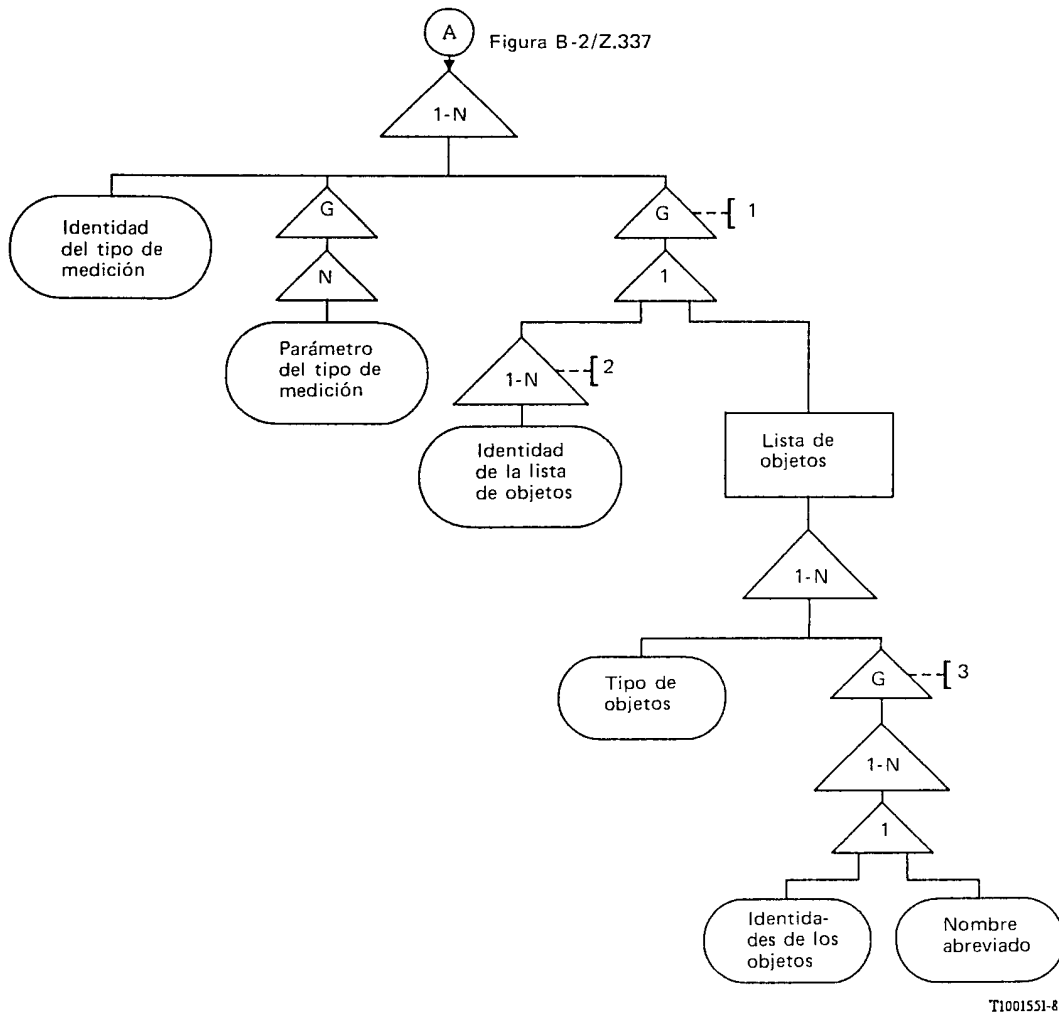 A
Figura B-2/Z.337
1-N
G
G
1
Identidad
del tipo de
medición
N
1
Parámetro
del tipo de
medición
1-N
2
Identidad
de la lista
de objetos
Lista de
objetos
1-N
Tipo de
objetos
G
3
1-N
1
Identida-
des de los
objetos
Nombre
abreviado
T1001551-8